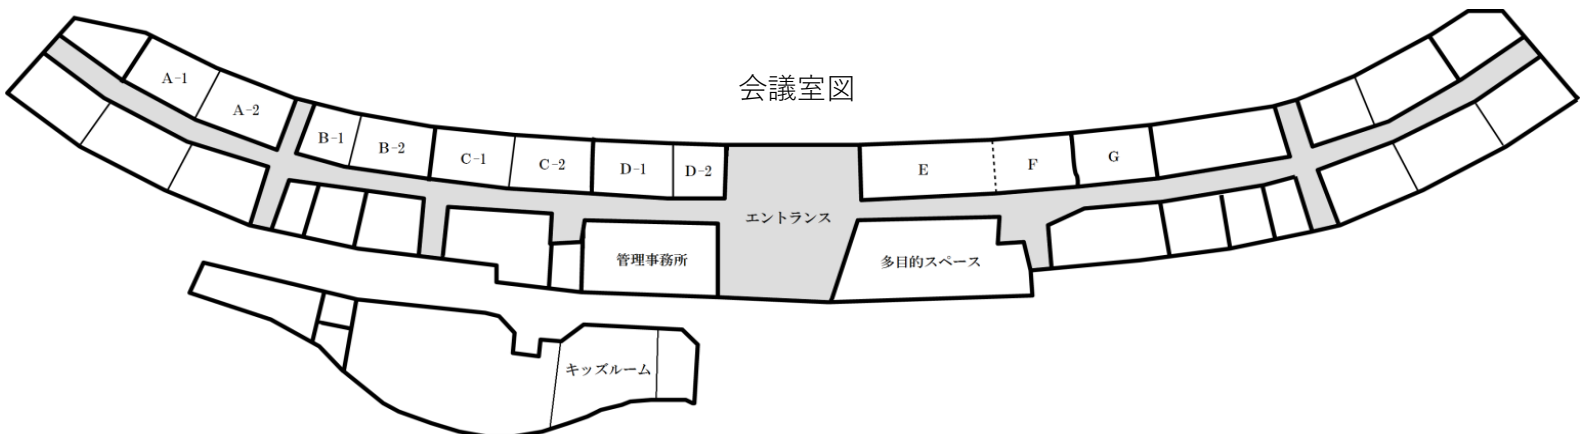 会議室図
A-1
A-2
B-1
B-2
C-1
C-2
D-1
D-2
E
F
G
エントランス
管理事務所
多目的スペース
キッズルーム